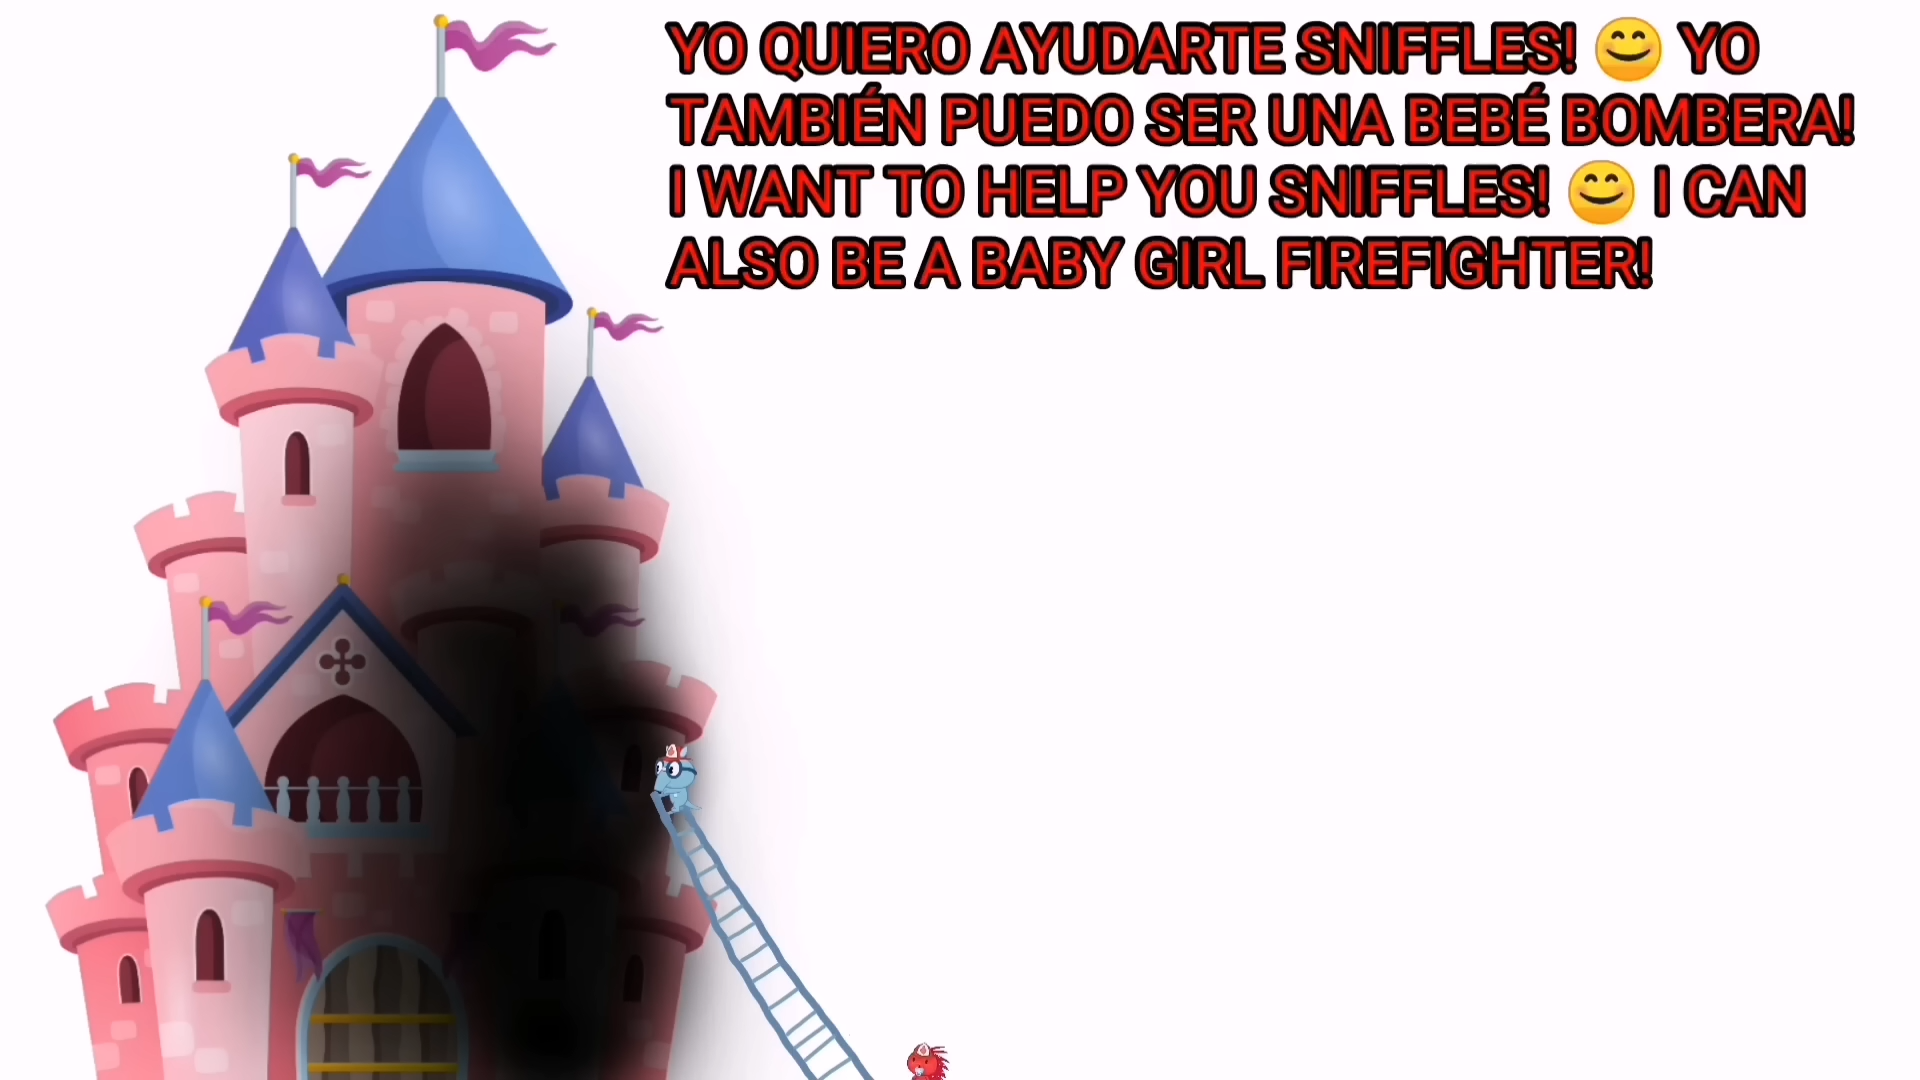 YO QUIERO AYUDARTE SNIFFLES! 😊 YO
TAMBIÉN PUEDO SER UNA BEBÉ BOMBERA!
I WANT TO HELP YOU SNIFFLES! 😊 I CAN
ALSO BE A BABY GIRL FIREFIGHTER!